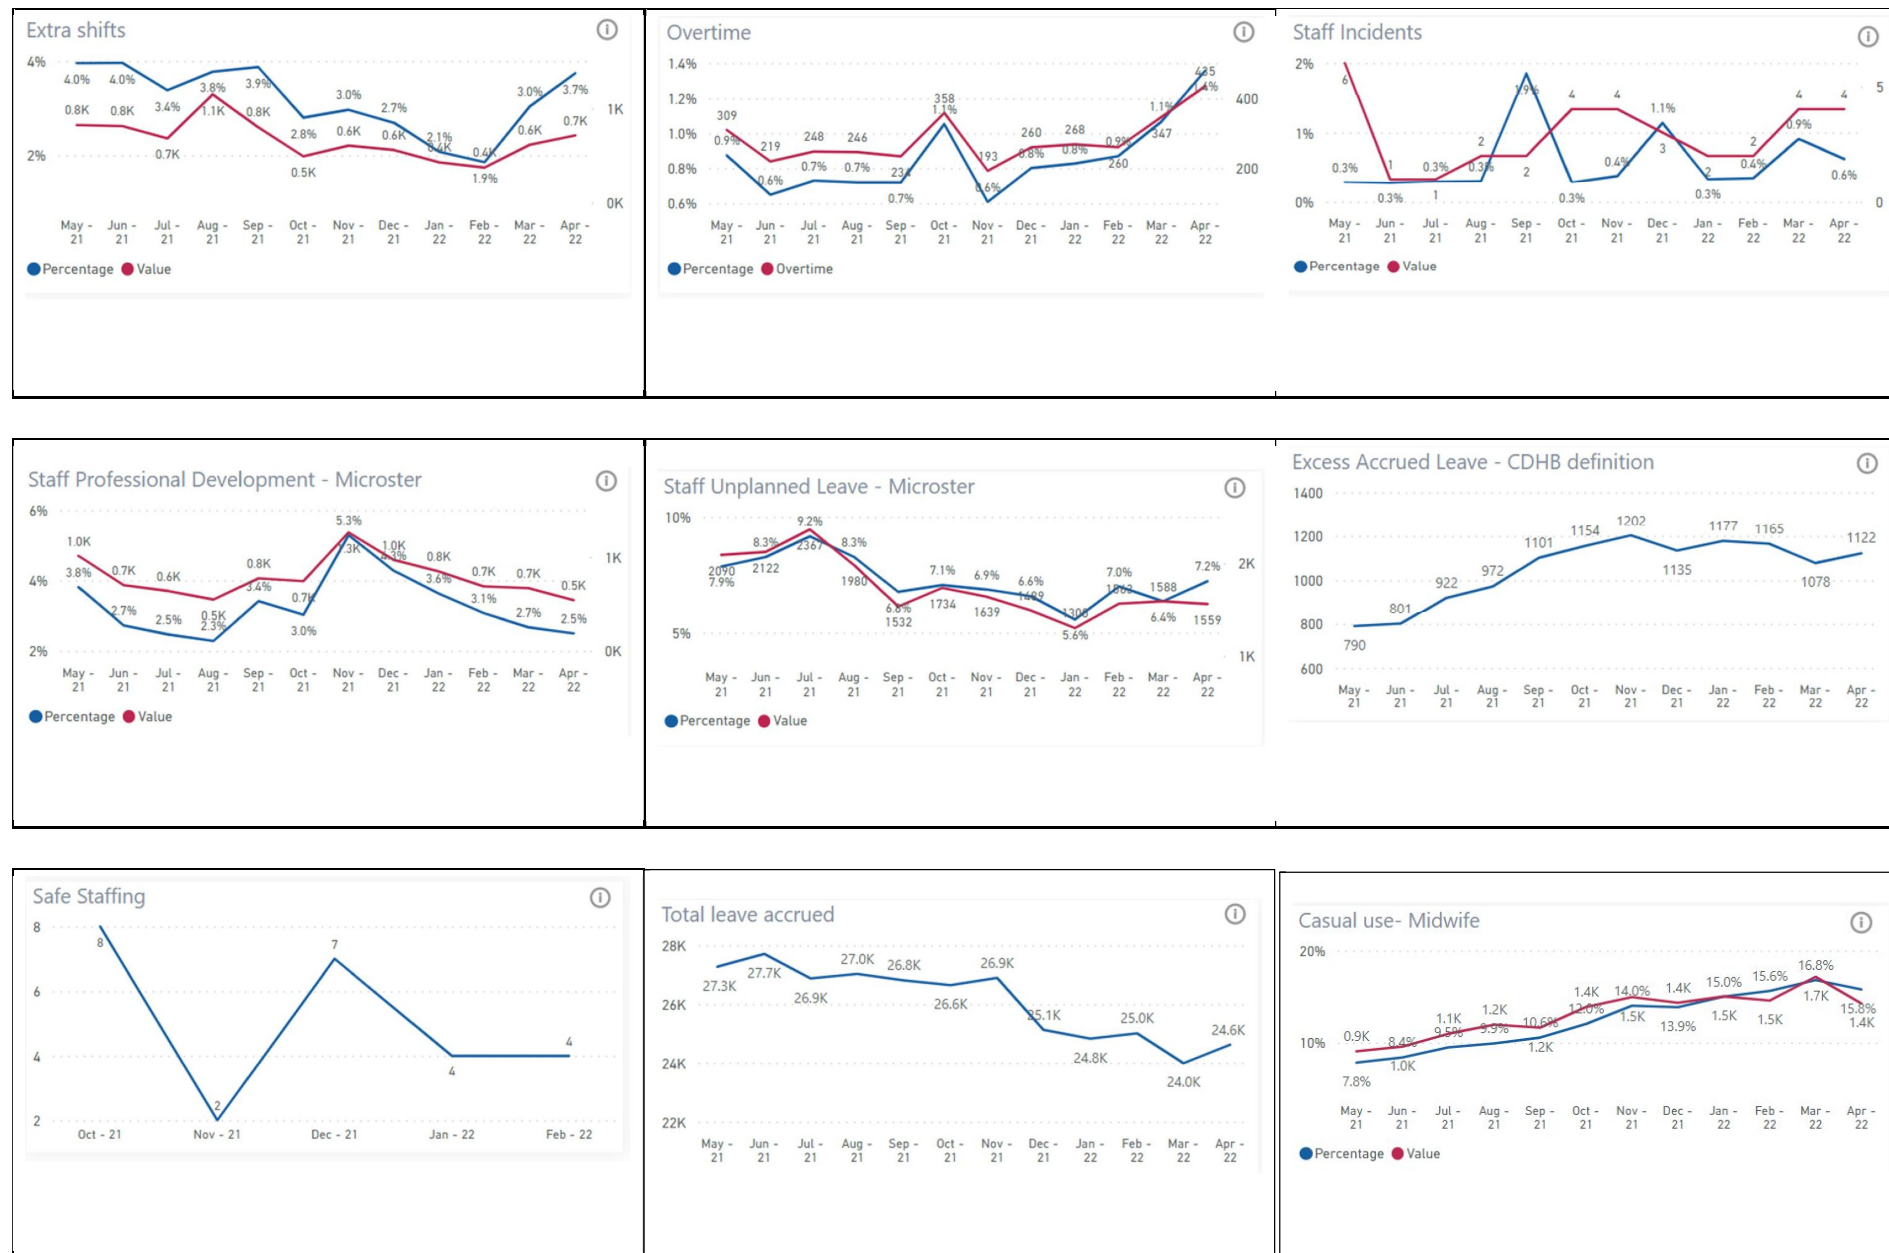 Extra shifts
4%
4.0% 4.0% 3.4% 3.8% 3.9% 2.8% 3.0% 2.7% 2.1% 1.9% 3.0% 3.7%
0.8K 0.8K 0.7K 1.1K 0.8K 0.5K 0.6K 0.6K 0.4K 0.4K 0.6K 0.7K
1K
2%
0K
May - 21 Jun - 21 Jul - 21 Aug - 21 Sep - 21 Oct - 21 Nov - 21 Dec - 21 Jan - 22 Feb - 22 Mar - 22 Apr - 22
Percentage Value
Overtime
1.4%
1.2%
1.0%
0.8%
0.6%
400
200
309 219 248 246 234 358 193 260 268 260 347 435
0.9% 0.6% 0.7% 0.7% 0.7% 1.1% 0.6% 0.8% 0.8% 0.9% 1.1% 1.4%
May - 21 Jun - 21 Jul - 21 Aug - 21 Sep - 21 Oct - 21 Nov - 21 Dec - 21 Jan - 22 Feb - 22 Mar - 22 Apr - 22
Percentage Overtime
Staff Incidents
2%
1%
0%
5
0
6 1 1 2 2 4 4 3 2 2 4 4
0.3% 0.3% 0.3% 0.3% 1.9% 0.3% 0.4% 1.1% 0.3% 0.4% 0.9% 0.6%
May - 21 Jun - 21 Jul - 21 Aug - 21 Sep - 21 Oct - 21 Nov - 21 Dec - 21 Jan - 22 Feb - 22 Mar - 22 Apr - 22
Percentage Value
Staff Professional Development - Microster
6%
4%
2%
1K
0K
1.0K 0.7K 0.6K 0.5K 0.8K 0.7K 1.0K 0.8K 0.7K 0.7K 0.5K
3.8% 2.7% 2.5% 2.3% 3.4% 3.0% 5.3% 4.3% 3.6% 3.1% 2.7% 2.5%
May - 21 Jun - 21 Jul - 21 Aug - 21 Sep - 21 Oct - 21 Nov - 21 Dec - 21 Jan - 22 Feb - 22 Mar - 22 Apr - 22
Percentage Value
Staff Unplanned Leave - Microster
10%
5%
2K
1K
7.9% 8.3% 9.2% 8.3% 6.8% 7.1% 6.9% 6.6% 5.6% 7.0% 6.4% 7.2%
2090 2122 2367 1980 1532 1734 1639 1489 1308 1563 1588 1559
May - 21 Jun - 21 Jul - 21 Aug - 21 Sep - 21 Oct - 21 Nov - 21 Dec - 21 Jan - 22 Feb - 22 Mar - 22 Apr - 22
Percentage Value
Excess Accrued Leave - CDHB definition
1400
1200
1000
800
600
790 801 922 972 1101 1154 1202 1135 1177 1165 1078 1122
May - 21 Jun - 21 Jul - 21 Aug - 21 Sep - 21 Oct - 21 Nov - 21 Dec - 21 Jan - 22 Feb - 22 Mar - 22 Apr - 22
Safe Staffing
8
6
4
2
8 2 7 4 4
Oct - 21 Nov - 21 Dec - 21 Jan - 22 Feb - 22
Total leave accrued
28K
26K
24K
22K
27.3K 27.7K 26.9K 27.0K 26.8K 26.6K 26.9K 25.1K 24.8K 25.0K 24.0K 24.6K
May - 21 Jun - 21 Jul - 21 Aug - 21 Sep - 21 Oct - 21 Nov - 21 Dec - 21 Jan - 22 Feb - 22 Mar - 22 Apr - 22
Casual use- Midwife
20%
10%
0.9K 1.0K 1.1K 1.2K 1.2K 1.4K 1.5K 1.4K 1.5K 1.5K 1.7K 1.4K
7.8% 8.4% 9.5% 9.9% 10.6% 12.0% 14.0% 13.9% 15.0% 15.6% 16.8% 15.8%
May - 21 Jun - 21 Jul - 21 Aug - 21 Sep - 21 Oct - 21 Nov - 21 Dec - 21 Jan - 22 Feb - 22 Mar - 22 Apr - 22
Percentage Value